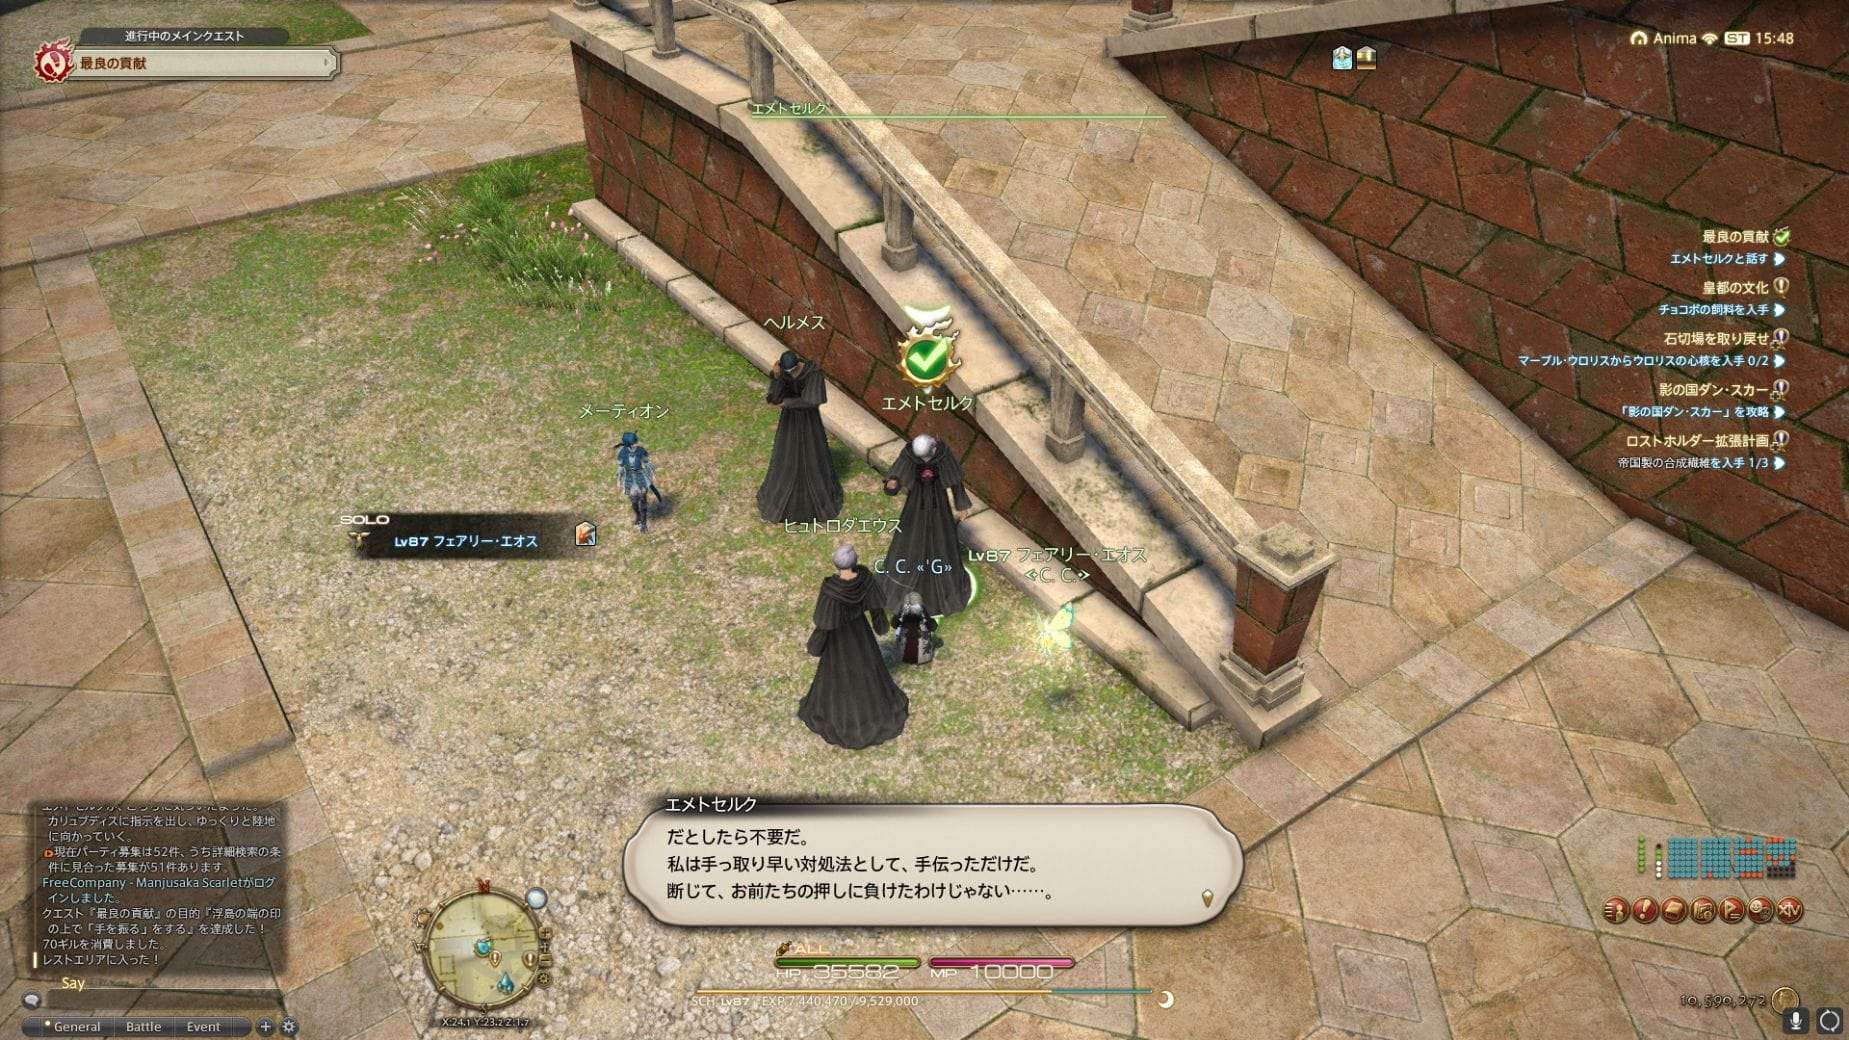 進行中のメインクエスト
最良の貢献
Anima ST 15:48
エメトセルク
最良の貢献
エメトセルクと話す
皇都の文化
チョコボの飼料を入手
石切場を取り戻せ
マーブル・ウロリスからウロリスの心核を入手 0/2
影の国ダン・スカー
「影の国ダン・スカー」を攻略
ロストホルダー拡張計画
帝国製の合成繊維を入手 1/3
ヘルメス
エメトセルク
メーティオン
SOLO
Lv87 フェアリー・エオス
ヒュトロダエウス
C. C. «'G»
Lv87 フェアリー・エオス
≪C. C.≫
エメトセルク
だとしたら不要だ。
私は手っ取り早い対処法として、手伝っただけだ。
断じて、お前たちの押しに負けたわけじゃない……。
カリュブディスに指示を出し、ゆっくりと陸地
に向かっていく。
現在パーティ募集は52件、うち詳細検索の条
件に見合った募集が51件あります。
FreeCompany - Manjusaka Scarletがログ
インしました。
クエスト『最良の貢献』の目的『浮島の端の印
の上で「手を振る」をする』を達成した！
70ギルを消費しました。
レストエリアに入った！
Say
General Battle Event
N
X:24.1 Y:23.2 Z:1.7
ALL
HP 35582 MP 10000
SCH Lv87 EXP 7,440,470 / 9,529,000
10,590,272
XIV